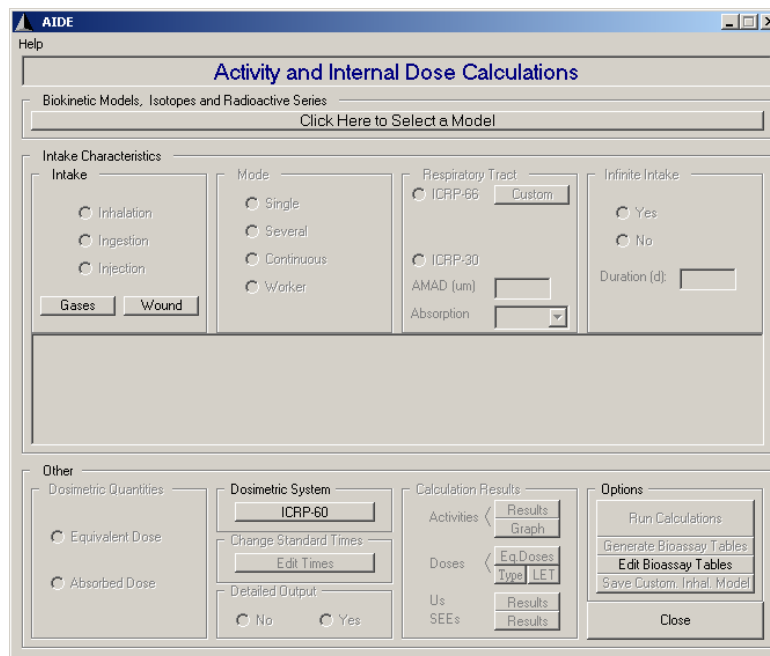 AIDE
Help
Activity and Internal Dose Calculations
Biokinetic Models, Isotopes and Radioactive Series
Click Here to Select a Model
Intake Characteristics
Intake
Inhalation
Ingestion
Injection
Gases Wound
Mode
Single
Several
Continuous
Worker
Respiratory Tract
ICRP-66 Custom
ICRP-30
AMAD (um)
Absorption
Infinite Intake
Yes
No
Duration (d):
Other
Dosimetric Quantities
Equivalent Dose
Absorbed Dose
Dosimetric System
ICRP-60
Change Standard Times
Edit Times
Detailed Output
No Yes
Calculation Results
Activities Results
Graph
Doses Eq.Doses
Type LET
Us Results
SEEs Results
Options
Run Calculations
Generate Bioassay Tables
Edit Bioassay Tables
Save Custom. Inhal. Model
Close